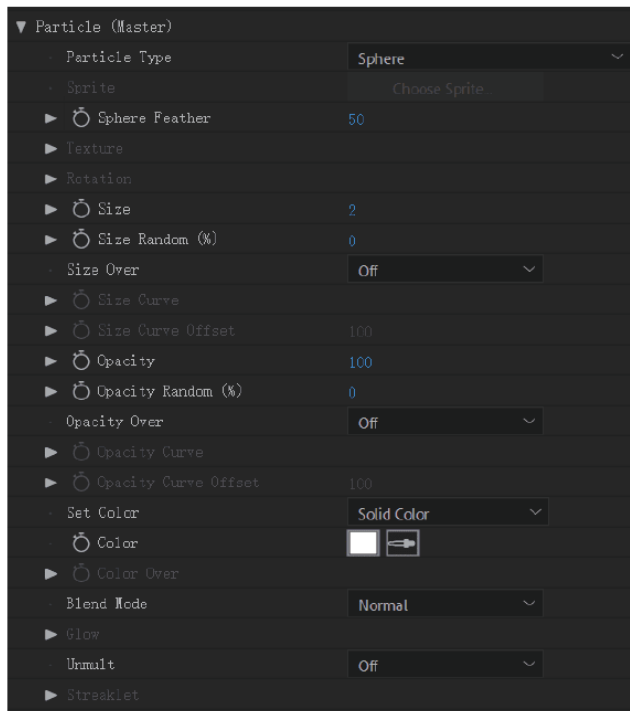 Particle (Master)
Particle Type Sphere
Sprite Choose Sprite...
Sphere Feather 50
Texture
Rotation
Size 2
Size Random (%) 0
Size Over Off
Size Curve
Size Curve Offset 100
Opacity 100
Opacity Random (%) 0
Opacity Over Off
Opacity Curve
Opacity Curve Offset 100
Set Color Solid Color
Color
Color Over
Blend Mode Normal
Glow
Unmult Off
Streaklet